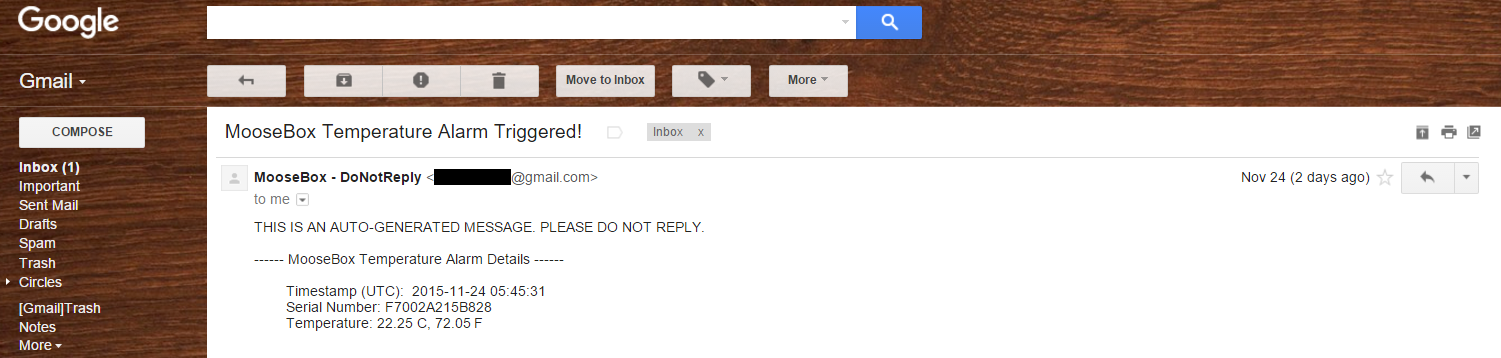 Google
Gmail
Move to Inbox
More
COMPOSE
MooseBox Temperature Alarm Triggered!
Inbox x
Inbox (1)
Important
Sent Mail
Drafts
Spam
Trash
Circles
[Gmail]Trash
Notes
More
MooseBox - DoNotReply < @gmail.com>
Nov 24 (2 days ago)
to me
THIS IS AN AUTO-GENERATED MESSAGE. PLEASE DO NOT REPLY.
------ MooseBox Temperature Alarm Details ------
Timestamp (UTC):  2015-11-24 05:45:31
Serial Number: F7002A215B828
Temperature: 22.25 C, 72.05 F